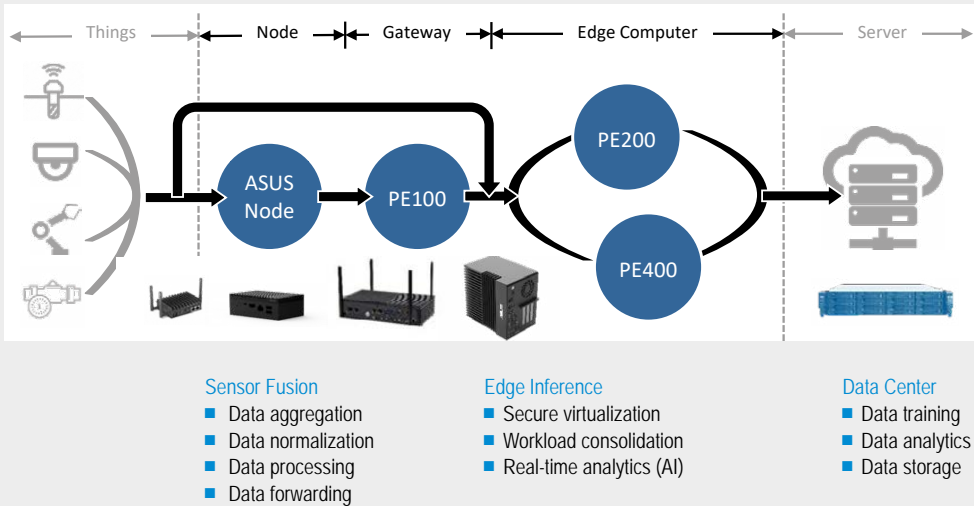 Things
Node
Gateway
Edge Computer
Server
ASUS
Node
PE100
PE200
PE400
Sensor Fusion
■ Data aggregation
■ Data normalization
■ Data processing
■ Data forwarding
Edge Inference
■ Secure virtualization
■ Workload consolidation
■ Real-time analytics (AI)
Data Center
■ Data training
■ Data analytics
■ Data storage